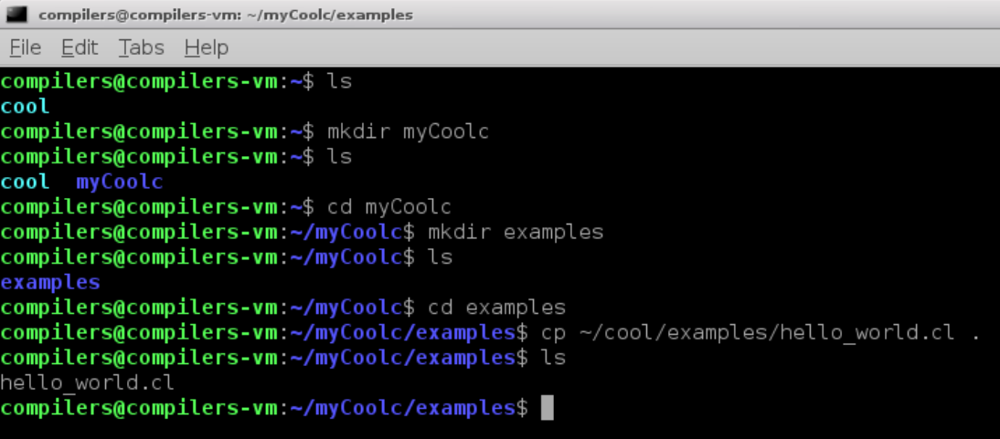 compilers@compilers-vm: ~/myCoolc/examples
File Edit Tabs Help
compilers@compilers-vm:~$ ls
cool
compilers@compilers-vm:~$ mkdir myCoolc
compilers@compilers-vm:~$ ls
cool  myCoolc
compilers@compilers-vm:~$ cd myCoolc
compilers@compilers-vm:~/myCoolc$ mkdir examples
compilers@compilers-vm:~/myCoolc$ ls
examples
compilers@compilers-vm:~/myCoolc$ cd examples
compilers@compilers-vm:~/myCoolc/examples$ cp ~/cool/examples/hello_world.cl .
compilers@compilers-vm:~/myCoolc/examples$ ls
hello_world.cl
compilers@compilers-vm:~/myCoolc/examples$